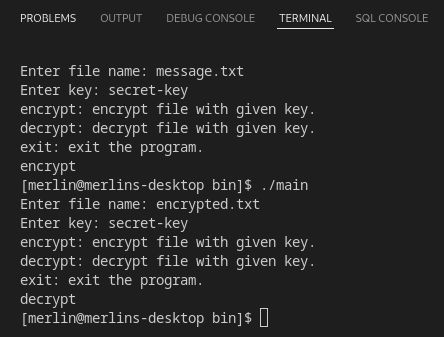 PROBLEMS OUTPUT DEBUG CONSOLE TERMINAL SQL CONSOLE
Enter file name: message.txt
Enter key: secret-key
encrypt: encrypt file with given key.
decrypt: decrypt file with given key.
exit: exit the program.
encrypt
[merlin@merlins-desktop bin]$ ./main
Enter file name: encrypted.txt
Enter key: secret-key
encrypt: encrypt file with given key.
decrypt: decrypt file with given key.
exit: exit the program.
decrypt
[merlin@merlins-desktop bin]$